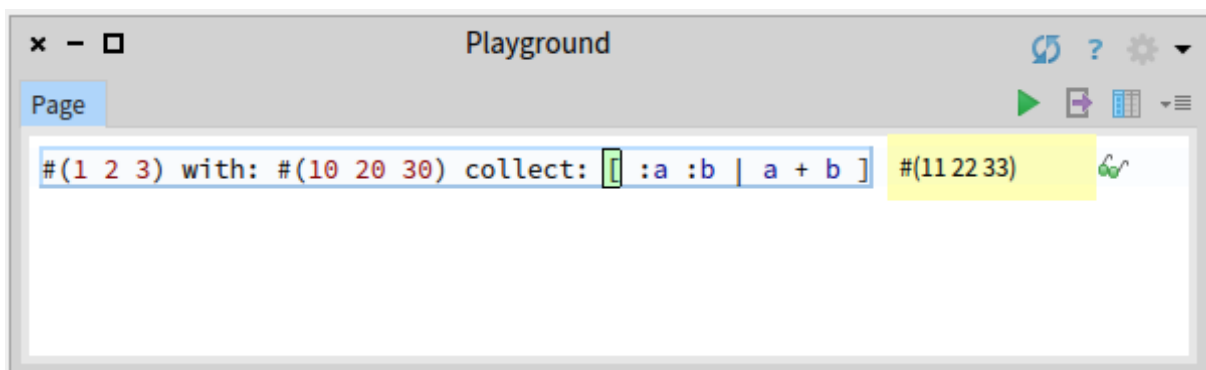 Playground
?
Page
#(1 2 3) with: #(10 20 30) collect: [ :a :b | a + b ] #(11 22 33)